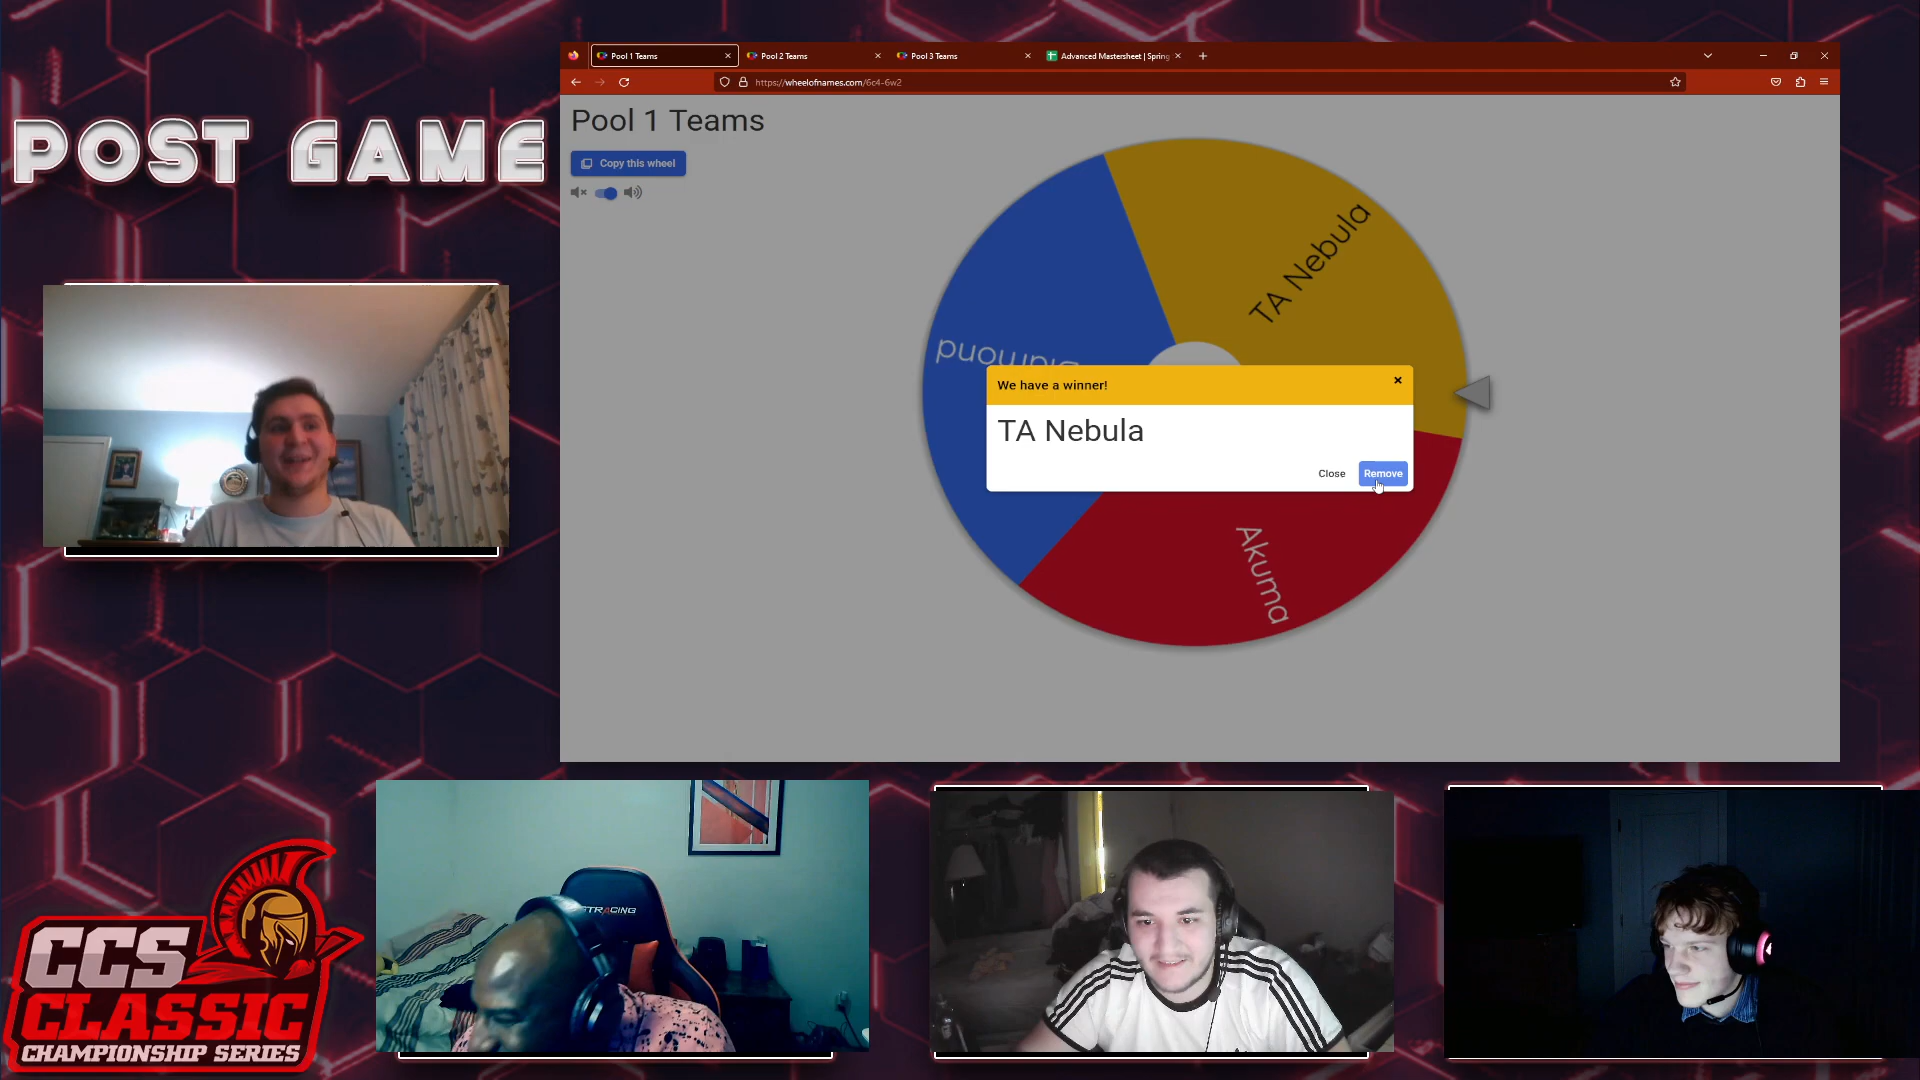 Pool 1 Teams
Pool 2 Teams
Pool 3 Teams
Advanced Mastersheet | Spring
https://wheelofnames.com/6c4-6w2
POST GAME
Pool 1 Teams
Copy this wheel
TA Nebula
Diamond
Akuma
We have a winner!
TA Nebula
Close
Remove
CCS
CLASSIC
CHAMPIONSHIP SERIES